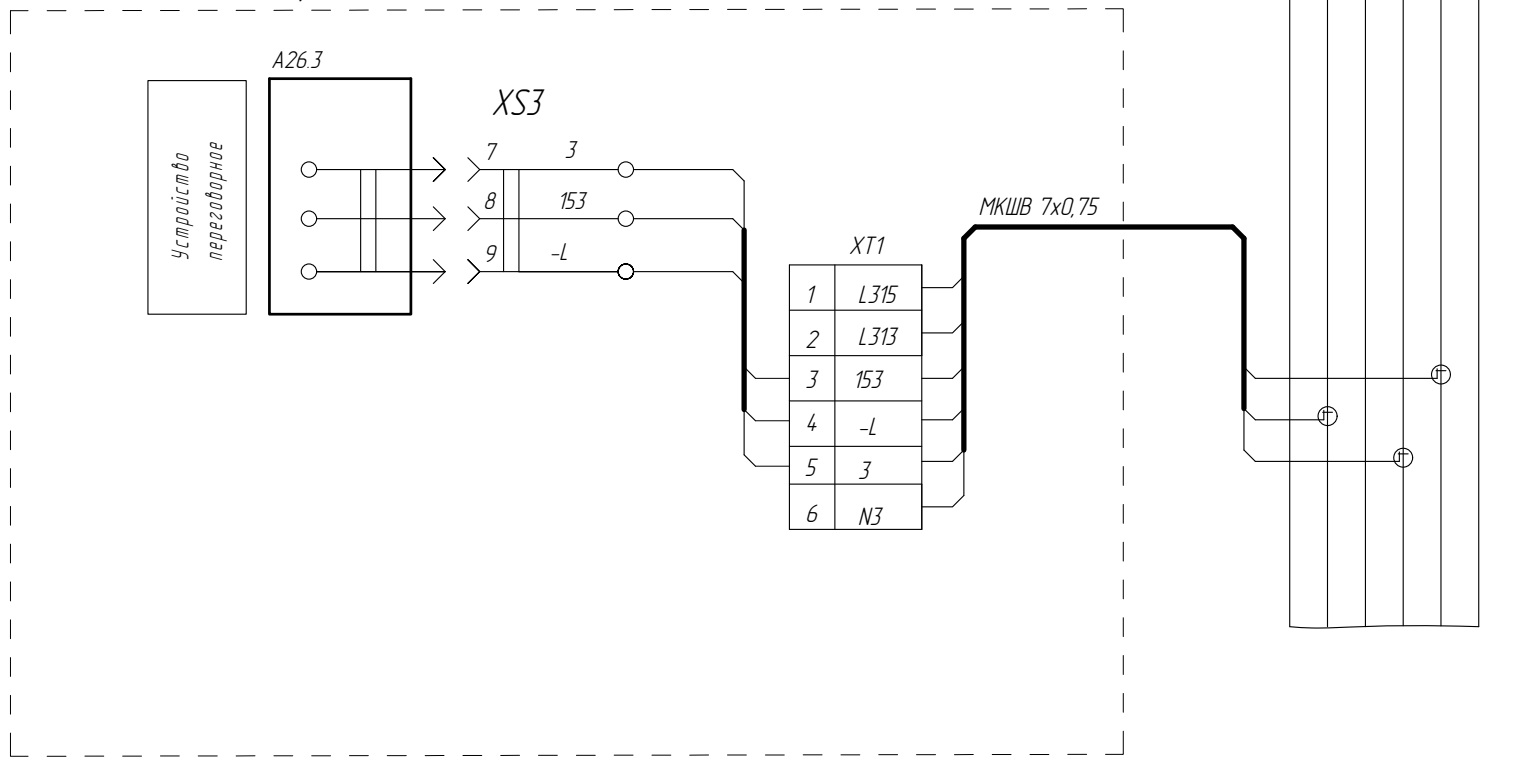 А26.3
Устройство
переговорное
XS3
7 3
8 153
9 -L
МКШВ 7x0,75
XT1
1 L315
2 L313
3 153
4 -L
5 3
6 N3